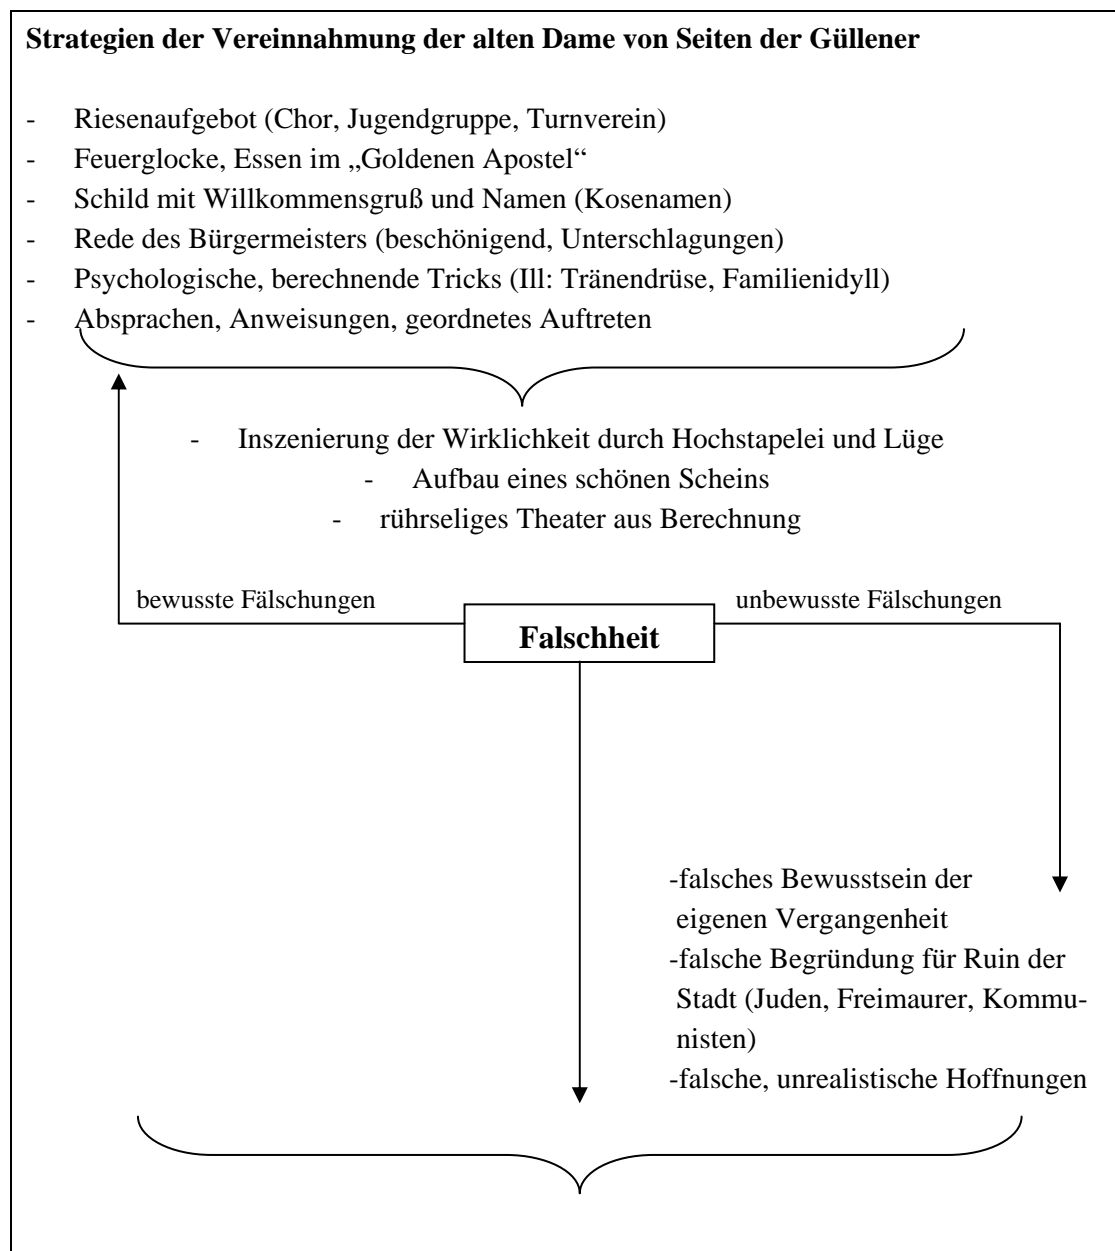 Strategien der Vereinnahmung der alten Dame von Seiten der Güllener
- Riesenaufgebot (Chor, Jugendgruppe, Turnverein)
- Feuerglocke, Essen im „Goldenen Apostel“
- Schild mit Willkommensgruß und Namen (Kosenamen)
- Rede des Bürgermeisters (beschönigend, Unterschlagungen)
- Psychologische, berechnende Tricks (Ill: Tränendrüse, Familienidyll)
- Absprachen, Anweisungen, geordnetes Auftreten
- Inszenierung der Wirklichkeit durch Hochstapelei und Lüge
- Aufbau eines schönen Scheins
- rührseliges Theater aus Berechnung
bewusste Fälschungen
unbewusste Fälschungen
Falschheit
-falsches Bewusstsein der
eigenen Vergangenheit
-falsche Begründung für Ruin der
Stadt (Juden, Freimaurer, Kommu-
nisten)
-falsche, unrealistische Hoffnungen